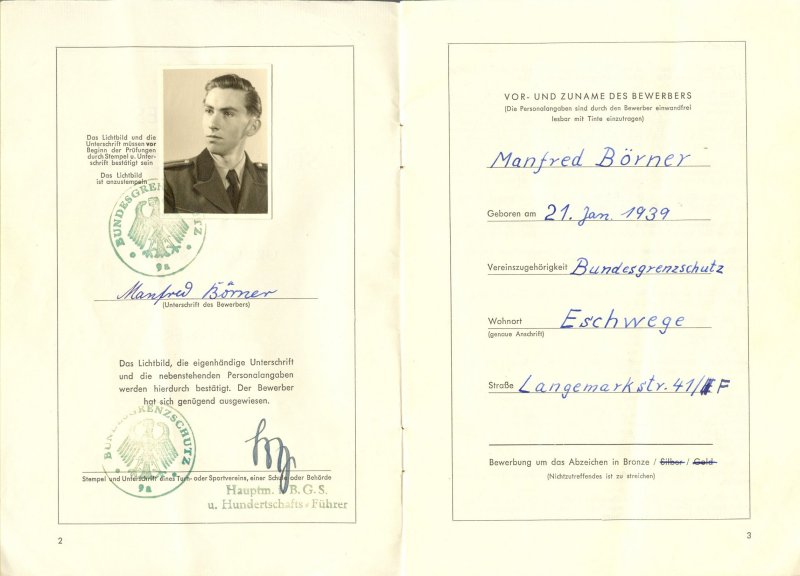 Das Lichtbild und die
Unterschrift müssen vor
Beginn der Prüfungen
durch Stempel u. Unter-
schrift bestätigt sein
Das Lichtbild
ist anzustempeln
BUNDESGRENZSCHUTZ
9a
Manfred Börner
(Unterschrift des Bewerbers)
Das Lichtbild, die eigenhändige Unterschrift
und die nebenstehenden Personalangaben
werden hierdurch bestätigt. Der Bewerber
hat sich genügend ausgewiesen.
BUNDESGRENZSCHUTZ
9a
Stempel und Unterschrift eines Turn- oder Sportvereins, einer Schule oder Behörde
Hauptm. i. B.G.S.
u. Hundertschafts-Führer
2
VOR- UND ZUNAME DES BEWERBERS
(Die Personalangaben sind durch den Bewerber einwandfrei
lesbar mit Tinte einzutragen)
Manfred Börner
Geboren am 21. Jan. 1939
Vereinszugehörigkeit Bundesgrenzschutz
Wohnort Eschwege
(genaue Anschrift)
Straße Langemarkstr. 41/ F
Bewerbung um das Abzeichen in Bronze / Silber / Gold
(Nichtzutreffendes ist zu streichen)
3